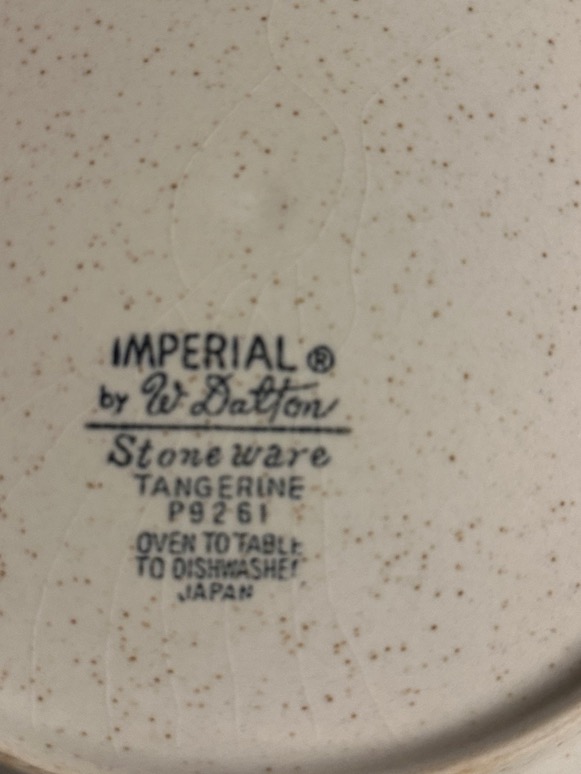 IMPERIAL ®
by W Dalton
Stoneware
TANGERINE
P9261
OVEN TO TABLE
TO DISHWASHER
JAPAN